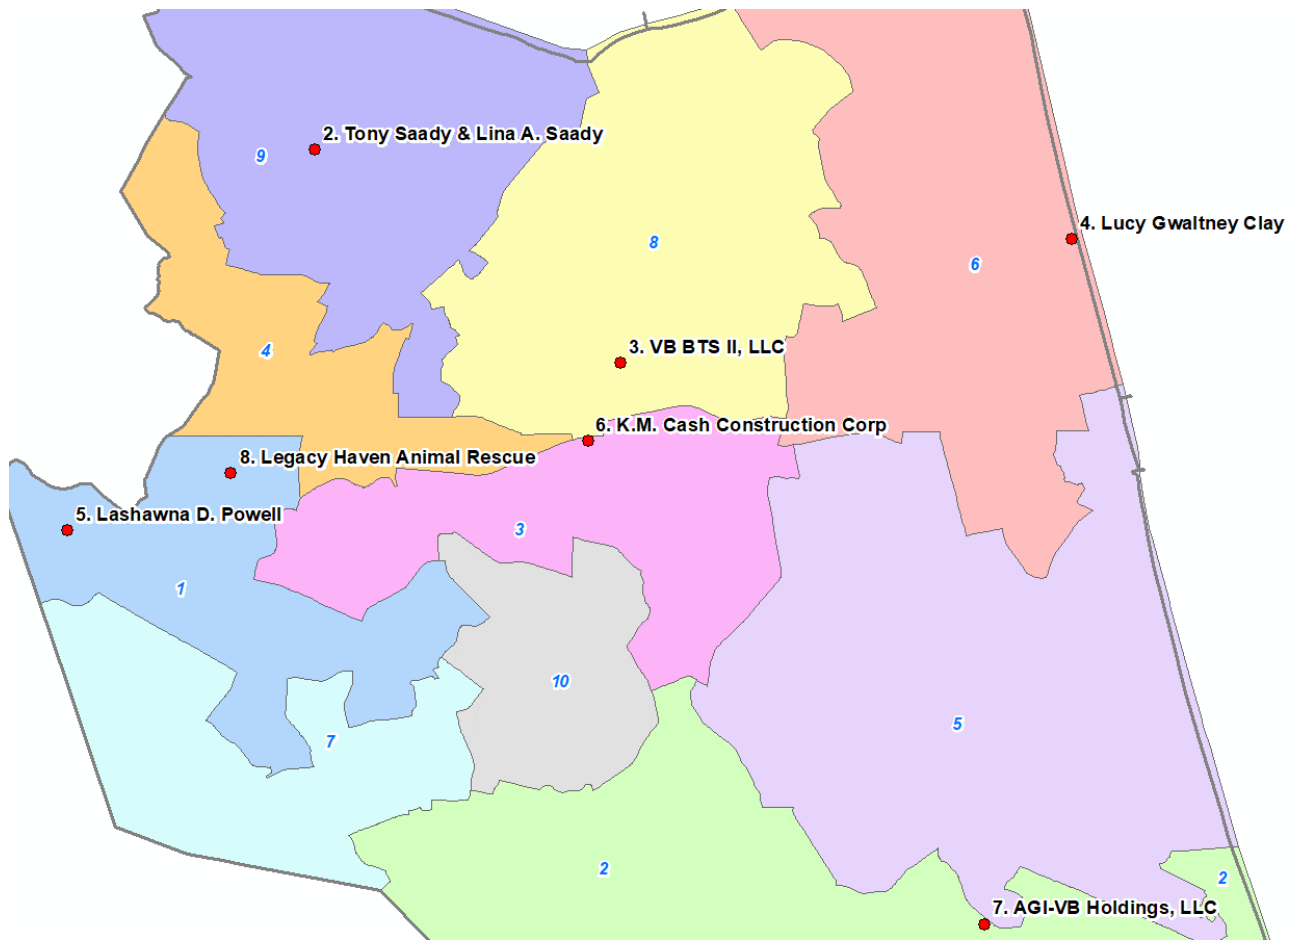 2. Tony Saady & Lina A. Saady
9
4. Lucy Gwaltney Clay
8
6
3. VB BTS II, LLC
4
6. K.M. Cash Construction Corp
8. Legacy Haven Animal Rescue
5. Lashawna D. Powell
3
1
10
5
7
2
2
7. AGI-VB Holdings, LLC